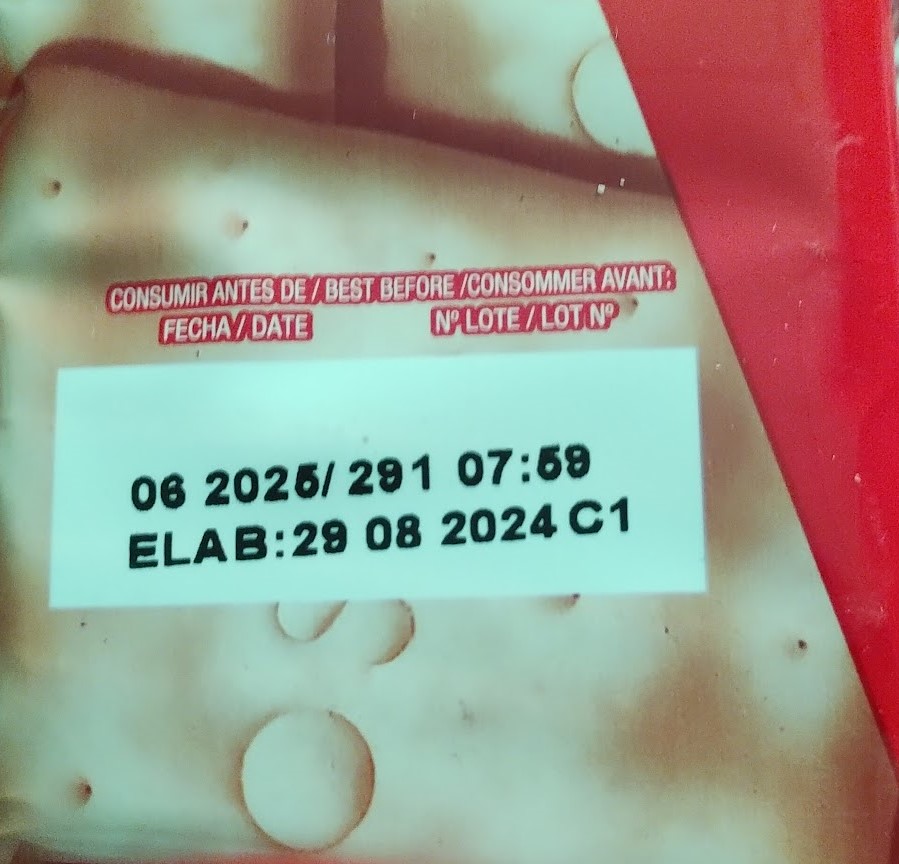 CONSUMIR ANTES DE / BEST BEFORE / CONSOMMER AVANT:
FECHA / DATE Nº LOTE / LOT Nº
06 2025/ 291 07:59
ELAB:29 08 2024 C1